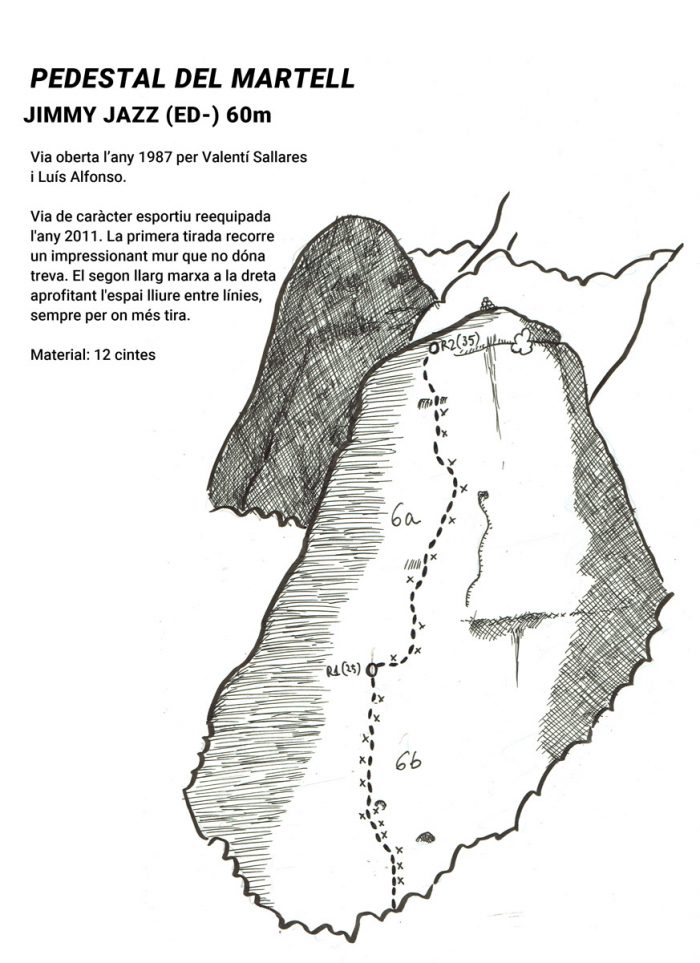 PEDESTAL DEL MARTELL
JIMMY JAZZ (ED-) 60m
Via oberta l'any 1987 per Valentí Sallares
i Luís Alfonso.
Via de caràcter esportiu reequipada
l'any 2011. La primera tirada recorre
un impressionant mur que no dóna
treva. El segon llarg marxa a la dreta
aprofitant l'espai lliure entre línies,
sempre per on més tira.
Material: 12 cintes
R2(35)
6a
R1(25)
6b